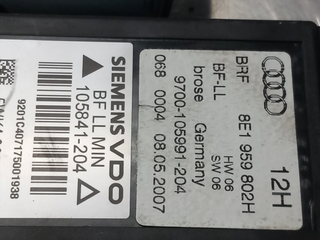 12H
BRF 8E1 959 802H
HW 06
BF-LL SW 06
brose Germany
9700-105991-204
068 0004 08.05.2007
SIEMENS VDO
BF LL MIN
105841-204
9201C407175001938